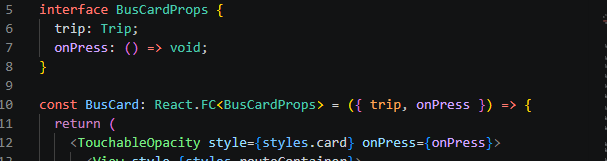 5 interface BusCardProps {
6 trip: Trip;
7 onPress: () => void;
8 }
9
10 const BusCard: React.FC<BusCardProps> = ({ trip, onPress }) => {
11 return (
12 <TouchableOpacity style={styles.card} onPress={onPress}>
13 <View style={styles.routeContainer}>